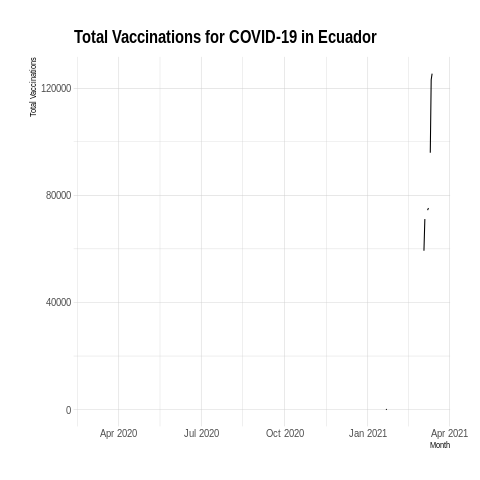 Total Vaccinations for COVID-19 in Ecuador
Total Vaccinations
120000
80000
40000
0
Apr 2020
Jul 2020
Oct 2020
Jan 2021
Apr 2021
Month